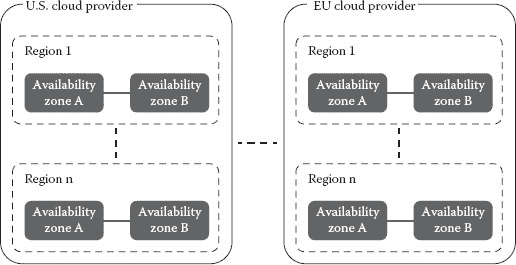 U.S. cloud provider
Region 1
Availability
zone A
Availability
zone B
Region n
Availability
zone A
Availability
zone B
EU cloud provider
Region 1
Availability
zone A
Availability
zone B
Region n
Availability
zone A
Availability
zone B